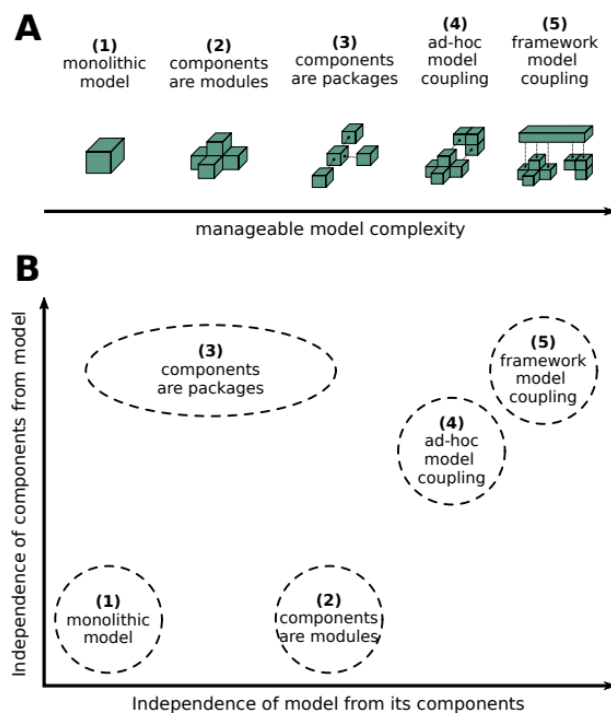 A
(1)
monolithic
model
(2)
components
are modules
(3)
components
are packages
(4)
ad-hoc
model
coupling
(5)
framework
model
coupling
manageable model complexity
B
Independence of components from model
(3)
components
are packages
(5)
framework
model
coupling
(4)
ad-hoc
model
coupling
(1)
monolithic
model
(2)
components
are modules
Independence of model from its components